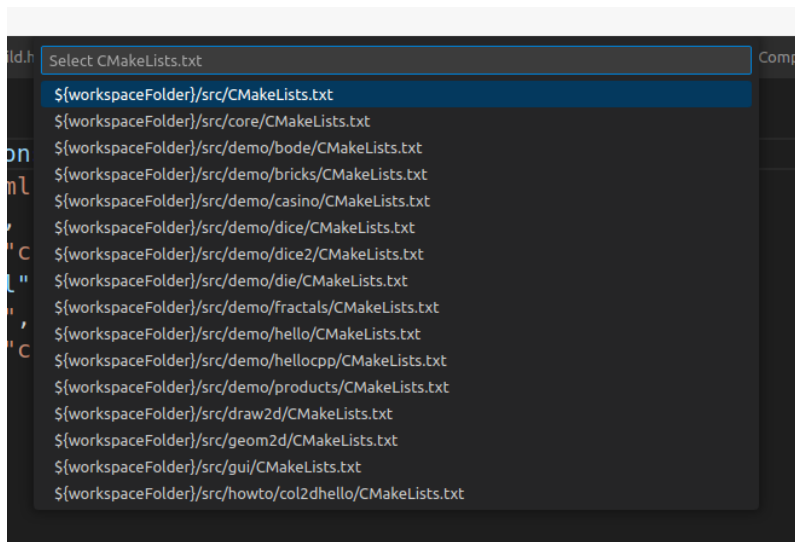 ild.h
Select CMakeLists.txt
Comp
${workspaceFolder}/src/CMakeLists.txt
${workspaceFolder}/src/core/CMakeLists.txt
on
${workspaceFolder}/src/demo/bode/CMakeLists.txt
${workspaceFolder}/src/demo/bricks/CMakeLists.txt
ml
${workspaceFolder}/src/demo/casino/CMakeLists.txt
,
${workspaceFolder}/src/demo/dice/CMakeLists.txt
"c
${workspaceFolder}/src/demo/dice2/CMakeLists.txt
l"
${workspaceFolder}/src/demo/die/CMakeLists.txt
${workspaceFolder}/src/demo/fractals/CMakeLists.txt
",
${workspaceFolder}/src/demo/hello/CMakeLists.txt
"c
${workspaceFolder}/src/demo/hellocpp/CMakeLists.txt
${workspaceFolder}/src/demo/products/CMakeLists.txt
${workspaceFolder}/src/draw2d/CMakeLists.txt
${workspaceFolder}/src/geom2d/CMakeLists.txt
${workspaceFolder}/src/gui/CMakeLists.txt
${workspaceFolder}/src/howto/col2dhello/CMakeLists.txt